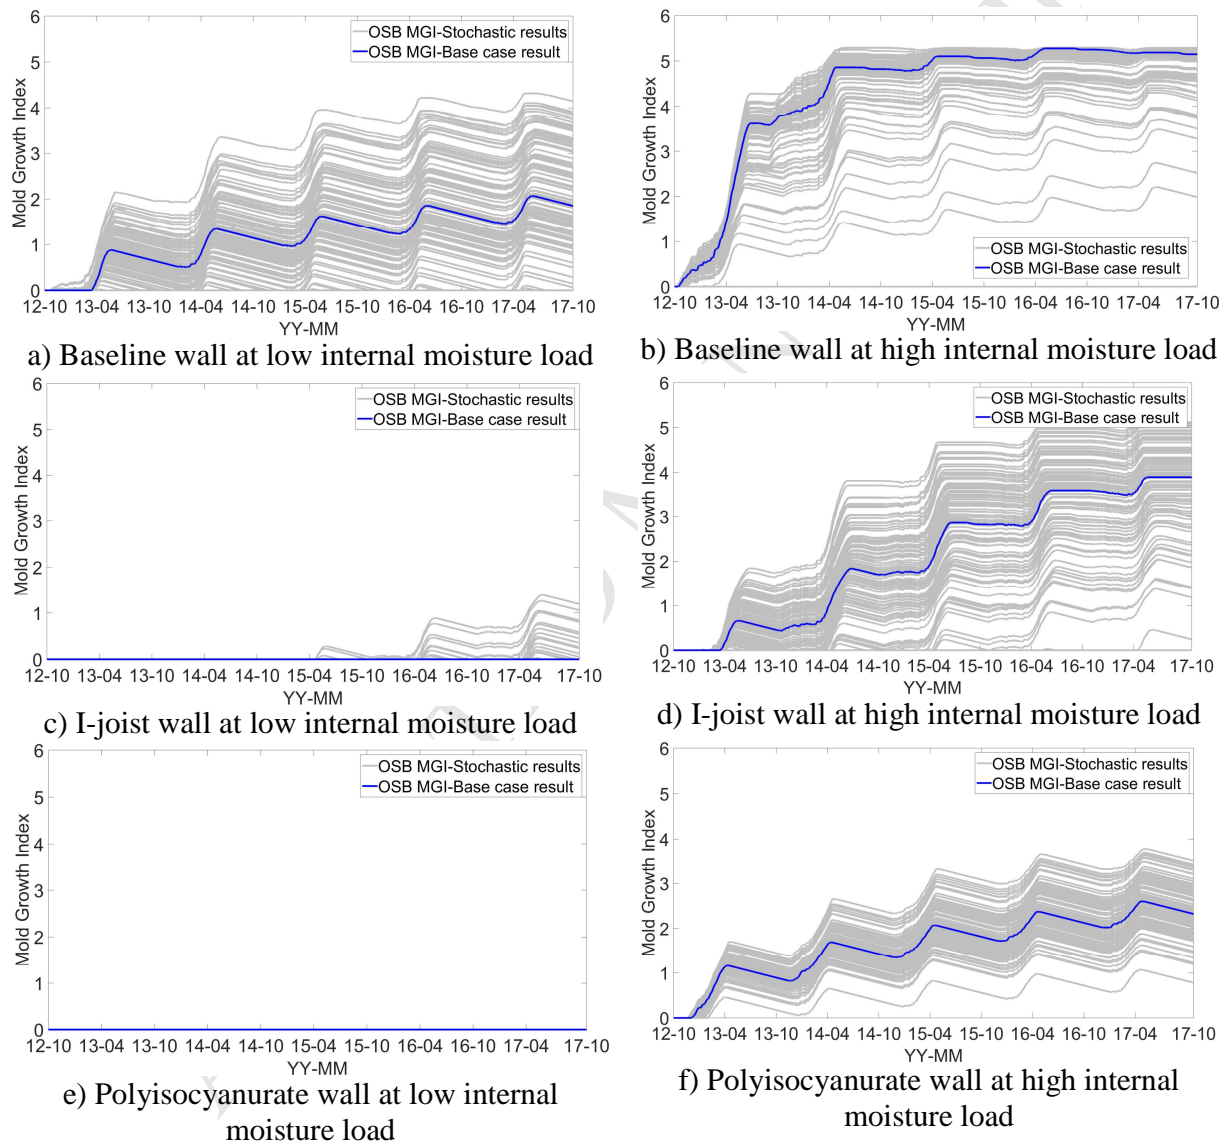 6
5
4
3
2
1
0
Mold Growth Index
OSB MGI-Stochastic results
OSB MGI-Base case result
12-10 13-04 13-10 14-04 14-10 15-04 15-10 16-04 16-10 17-04 17-10
YY-MM
a) Baseline wall at low internal moisture load
6
5
4
3
2
1
0
Mold Growth Index
OSB MGI-Stochastic results
OSB MGI-Base case result
12-10 13-04 13-10 14-04 14-10 15-04 15-10 16-04 16-10 17-04 17-10
YY-MM
b) Baseline wall at high internal moisture load
6
5
4
3
2
1
0
Mold Growth Index
OSB MGI-Stochastic results
OSB MGI-Base case result
12-10 13-04 13-10 14-04 14-10 15-04 15-10 16-04 16-10 17-04 17-10
YY-MM
c) I-joist wall at low internal moisture load
6
5
4
3
2
1
0
Mold Growth Index
OSB MGI-Stochastic results
OSB MGI-Base case result
12-10 13-04 13-10 14-04 14-10 15-04 15-10 16-04 16-10 17-04 17-10
YY-MM
d) I-joist wall at high internal moisture load
6
5
4
3
2
1
0
Mold Growth Index
OSB MGI-Stochastic results
OSB MGI-Base case result
12-10 13-04 13-10 14-04 14-10 15-04 15-10 16-04 16-10 17-04 17-10
YY-MM
e) Polyisocyanurate wall at low internal
moisture load
6
5
4
3
2
1
0
Mold Growth Index
OSB MGI-Stochastic results
OSB MGI-Base case result
12-10 13-04 13-10 14-04 14-10 15-04 15-10 16-04 16-10 17-04 17-10
YY-MM
f) Polyisocyanurate wall at high internal
moisture load